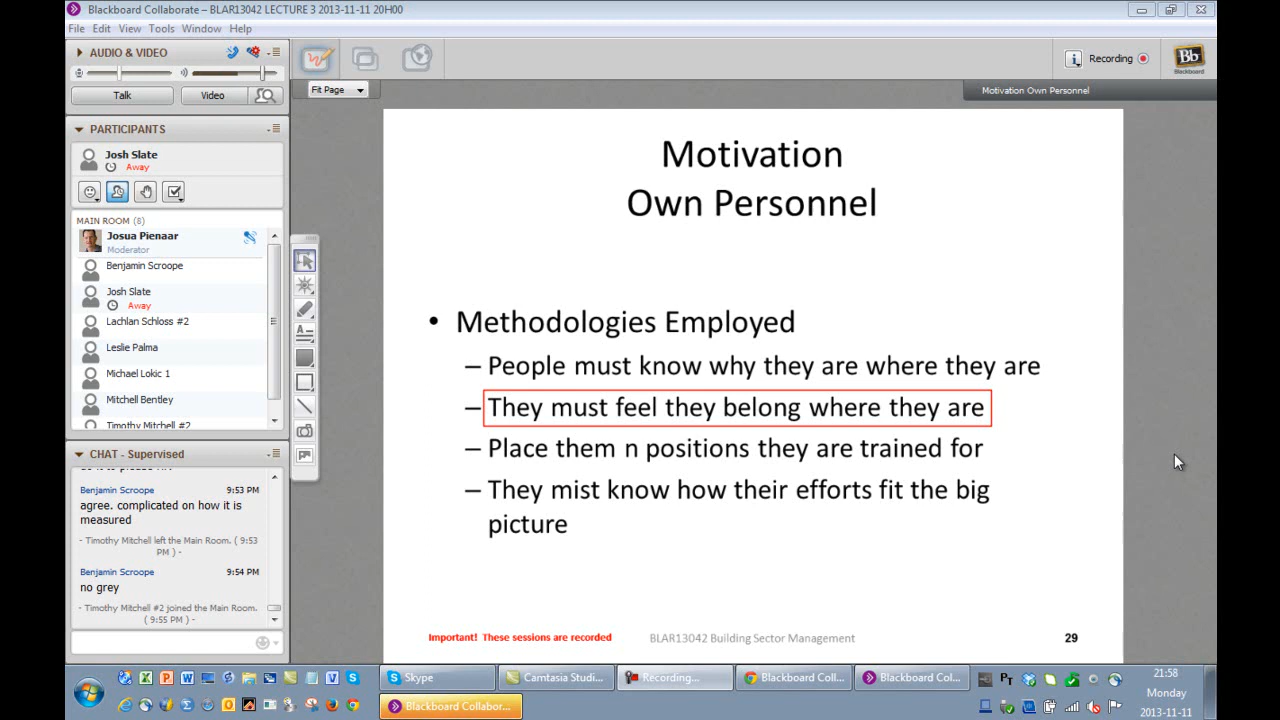 Blackboard Collaborate - BLAR13042 LECTURE 3 2013-11-11 20H00
File Edit View Tools Window Help
AUDIO & VIDEO
Talk Video
PARTICIPANTS
Josh Slate
Away
MAIN ROOM (8)
Josua Pienaar
Moderator
Benjamin Scroope
Josh Slate
Away
Lachlan Schloss #2
Leslie Palma
Michael Lokic 1
Mitchell Bentley
Timothy Mitchell #2
CHAT - Supervised
Benjamin Scroope 9:53 PM
agree. complicated on how it is
measured
- Timothy Mitchell left the Main Room. ( 9:53
PM ) -
Benjamin Scroope 9:54 PM
no grey
- Timothy Mitchell #2 joined the Main Room.
( 9:55 PM ) -
Fit Page
Recording
Bb
Blackboard
Motivation Own Personnel
Motivation
Own Personnel
• Methodologies Employed
– People must know why they are where they are
– They must feel they belong where they are
– Place them n positions they are trained for
– They mist know how their efforts fit the big
picture
Important! These sessions are recorded
BLAR13042 Building Sector Management
29
Skype
Camtasia Studi...
Recording...
Blackboard Coll...
Blackboard Col...
Blackboard Collabor...
21:58
Monday
2013-11-11